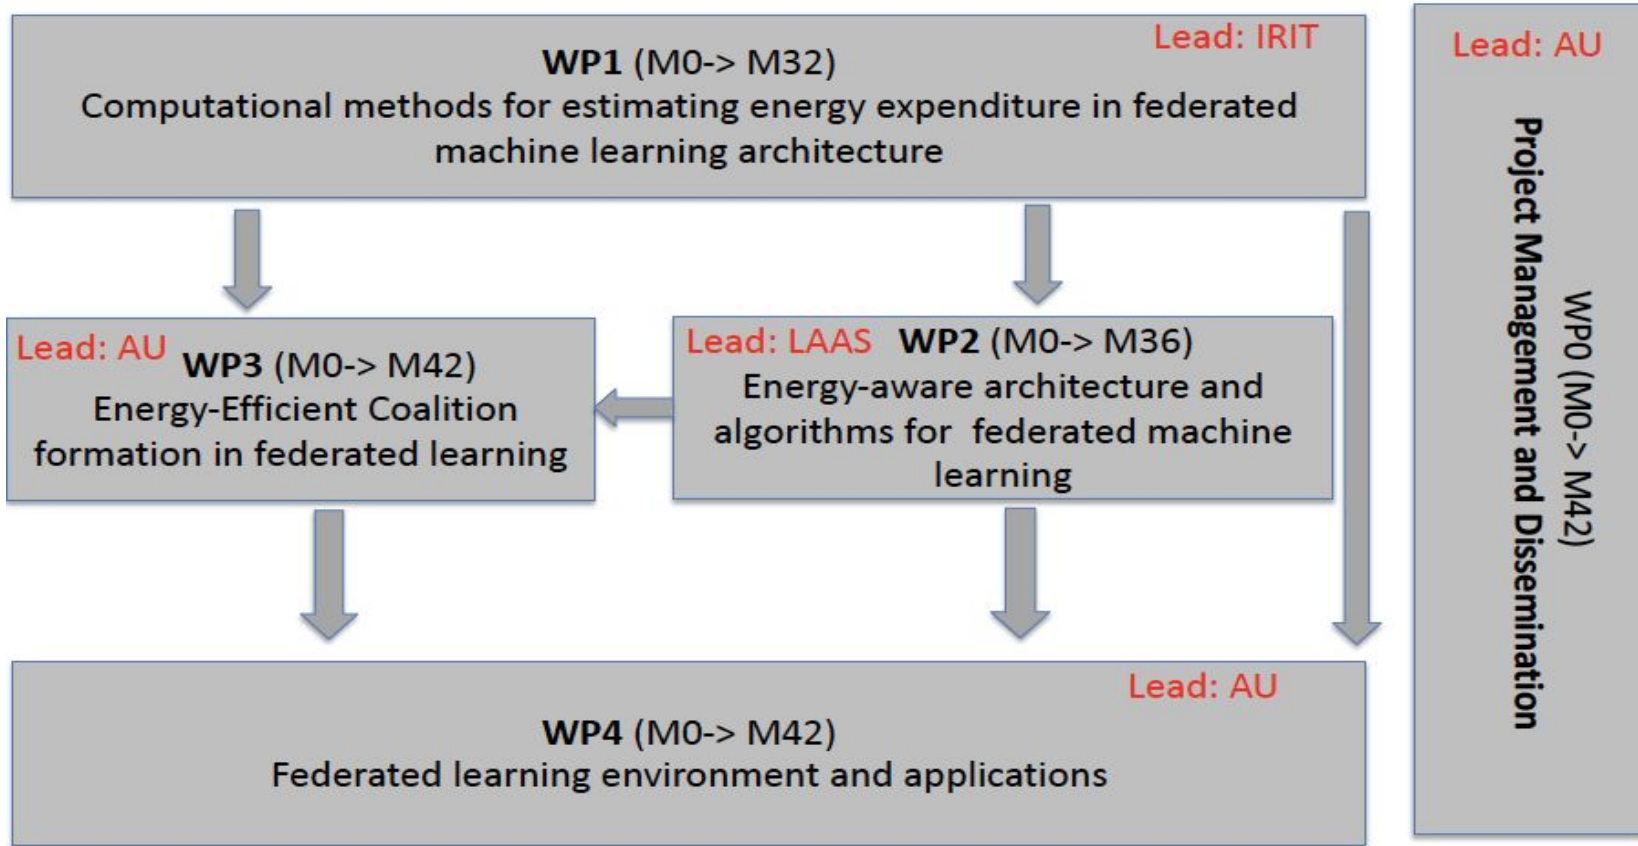 Lead: IRIT
WP1 (M0-> M32)
Computational methods for estimating energy expenditure in federated
machine learning architecture
Lead: AU
WP3 (M0-> M42)
Energy-Efficient Coalition
formation in federated learning
Lead: LAAS WP2 (M0-> M36)
Energy-aware architecture and
algorithms for federated machine
learning
Lead: AU
WP4 (M0-> M42)
Federated learning environment and applications
Lead: AU
WP0 (M0-> M42)
Project Management and Dissemination